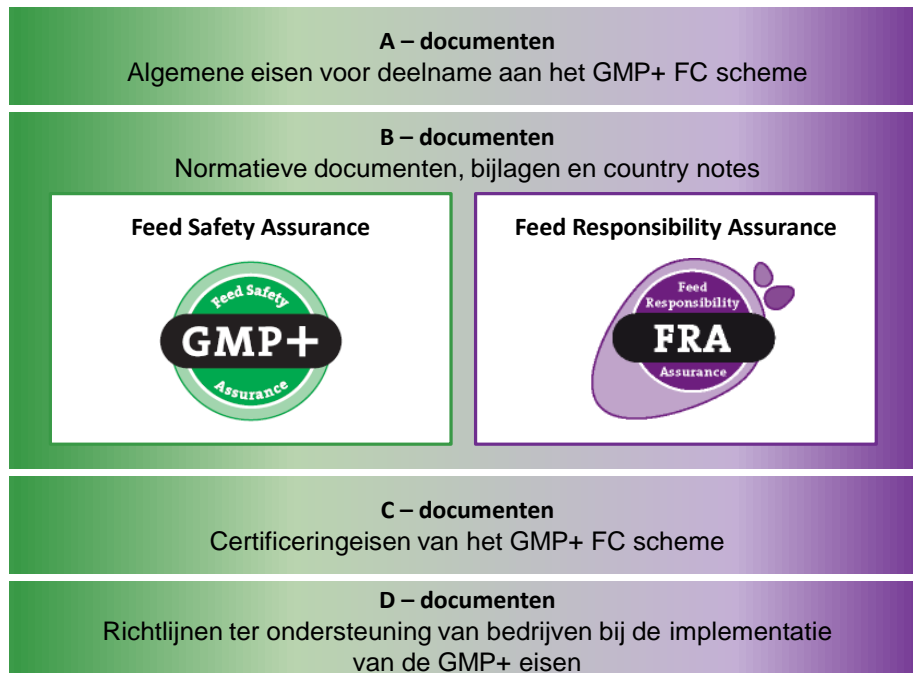 A – documenten
Algemene eisen voor deelname aan het GMP+ FC scheme
B – documenten
Normatieve documenten, bijlagen en country notes
Feed Safety Assurance
Feed Safety
GMP+
Assurance
Feed Responsibility Assurance
Feed
Responsibility
FRA
Assurance
C – documenten
Certificeringeisen van het GMP+ FC scheme
D – documenten
Richtlijnen ter ondersteuning van bedrijven bij de implementatie
van de GMP+ eisen